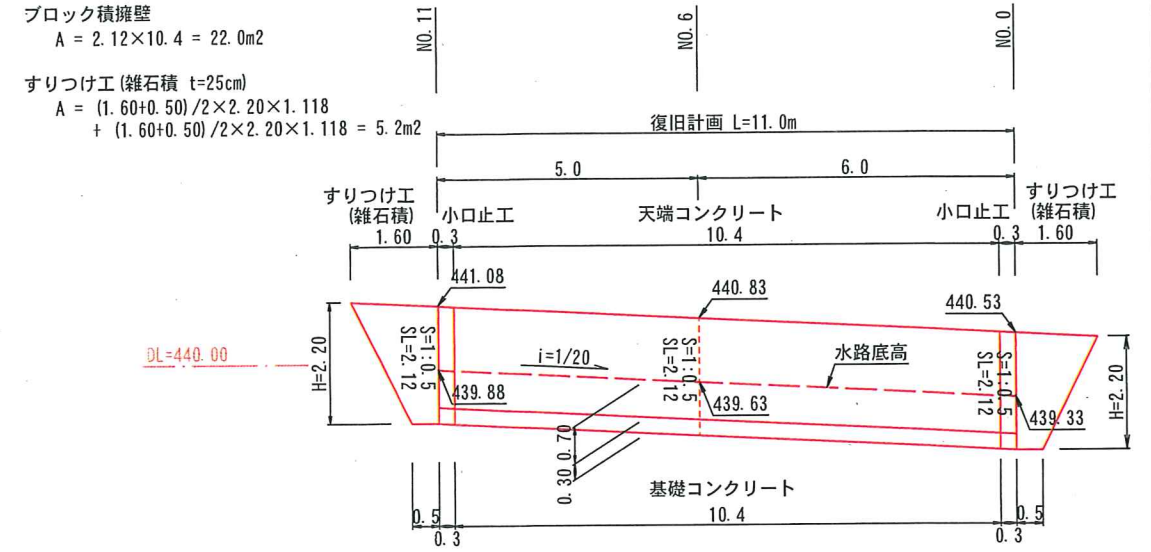 ブロック積擁壁
A = 2.12×10.4 = 22.0m2
すりつけ工(雑石積 t=25cm)
A = (1.60+0.50)/2×2.20×1.118
+ (1.60+0.50)/2×2.20×1.118 = 5.2m2
NO.11
NO.6
NO.0
復旧計画 L=11.0m
5.0
6.0
すりつけ工
(雑石積)
小口止工
天端コンクリート
小口止工
すりつけ工
(雑石積)
1.60
0.3
10.4
0.3
1.60
441.08
440.83
440.53
DL=440.00
H=2.20
S=1:0.5
SL=2.12
i=1/20
S=1:0.5
SL=2.12
水路底高
S=1:0.5
SL=2.12
H=2.20
439.88
439.63
439.33
0.70
0.30
基礎コンクリート
0.5
0.3
10.4
0.3
0.5